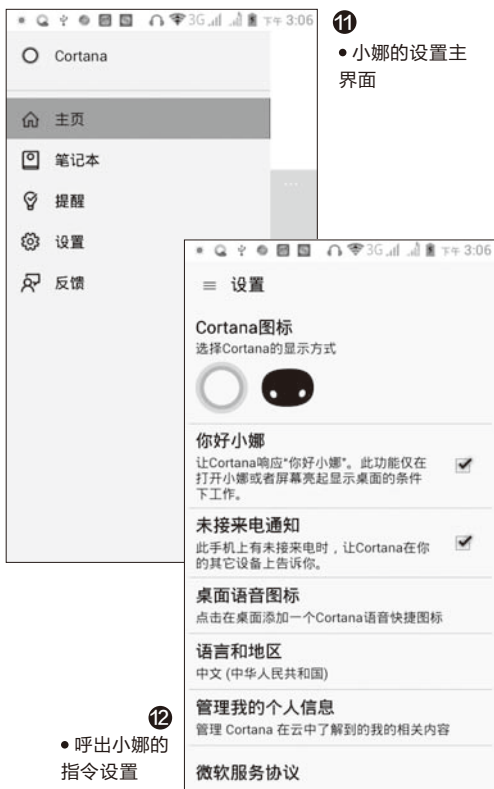 3G 下午 3:06
Cortana
主页
笔记本
提醒
设置
反馈
⓫
• 小娜的设置主
界面
3G 下午 3:06
设置
Cortana图标
选择Cortana的显示方式
你好小娜
让Cortana响应“你好小娜”。此功能仅在
打开小娜或者屏幕亮起显示桌面的条件
下工作。
未接来电通知
此手机上有未接来电时，让Cortana在你
的其它设备上告诉你。
桌面语音图标
点击在桌面添加一个Cortana语音快捷图标
语言和地区
中文 (中华人民共和国)
管理我的个人信息
管理 Cortana 在云中了解到的我的相关内容
微软服务协议
⓬
• 呼出小娜的
指令设置